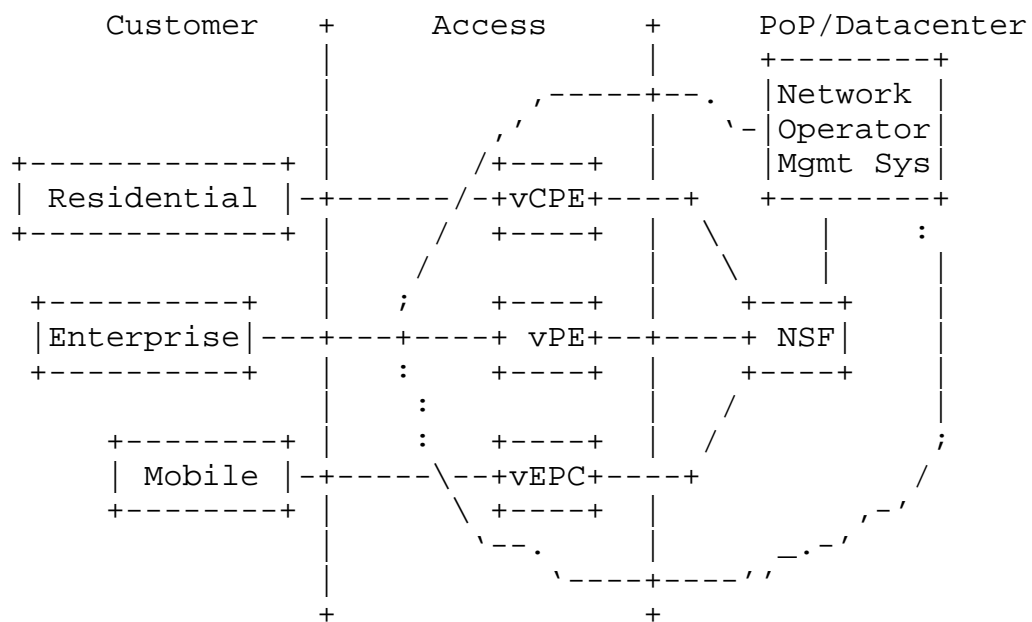 Customer Access PoP/Datacenter
Network
Operator
Mgmt Sys
Residential vCPE
Enterprise vPE NSF
Mobile vEPC